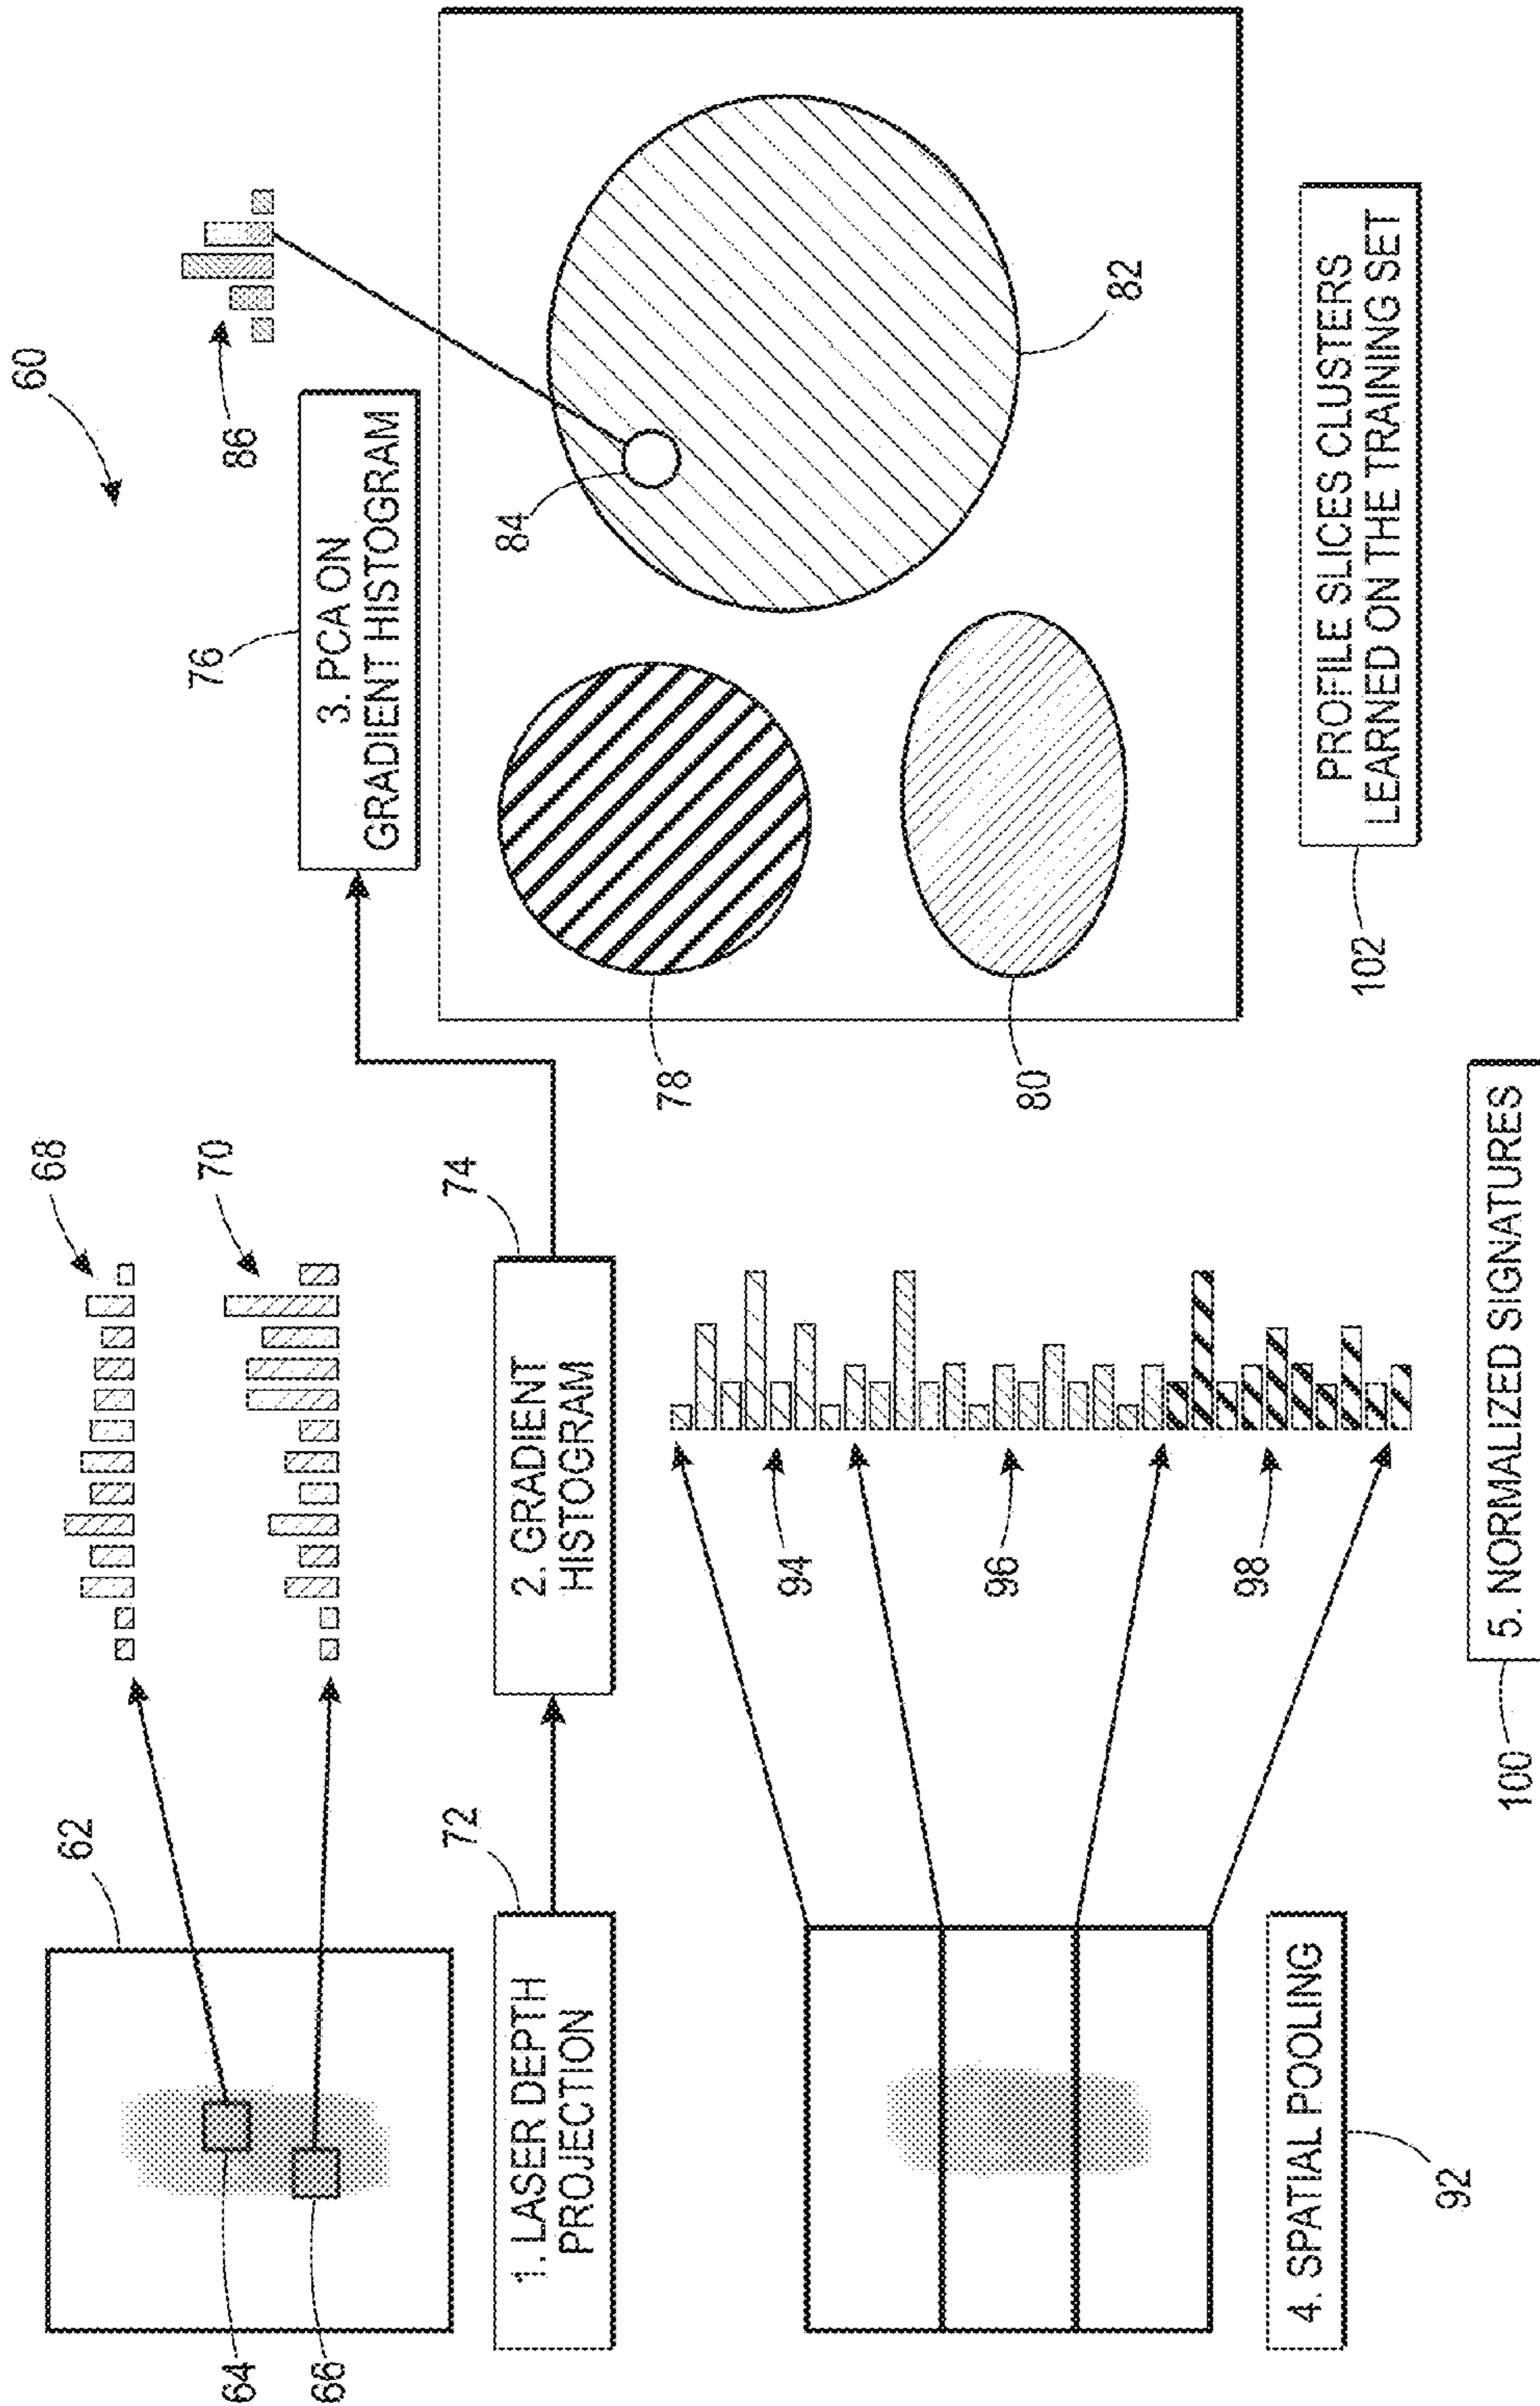 60
62
64
66
68
70
1. LASER DEPTH
PROJECTION
72
2. GRADIENT
HISTOGRAM
74
3. PCA ON
GRADIENT HISTOGRAM
76
86
84
78
80
82
PROFILE SLICES CLUSTERS
LEARNED ON THE TRAINING SET
102
4. SPATIAL POOLING
92
94
96
98
5. NORMALIZED SIGNATURES
100